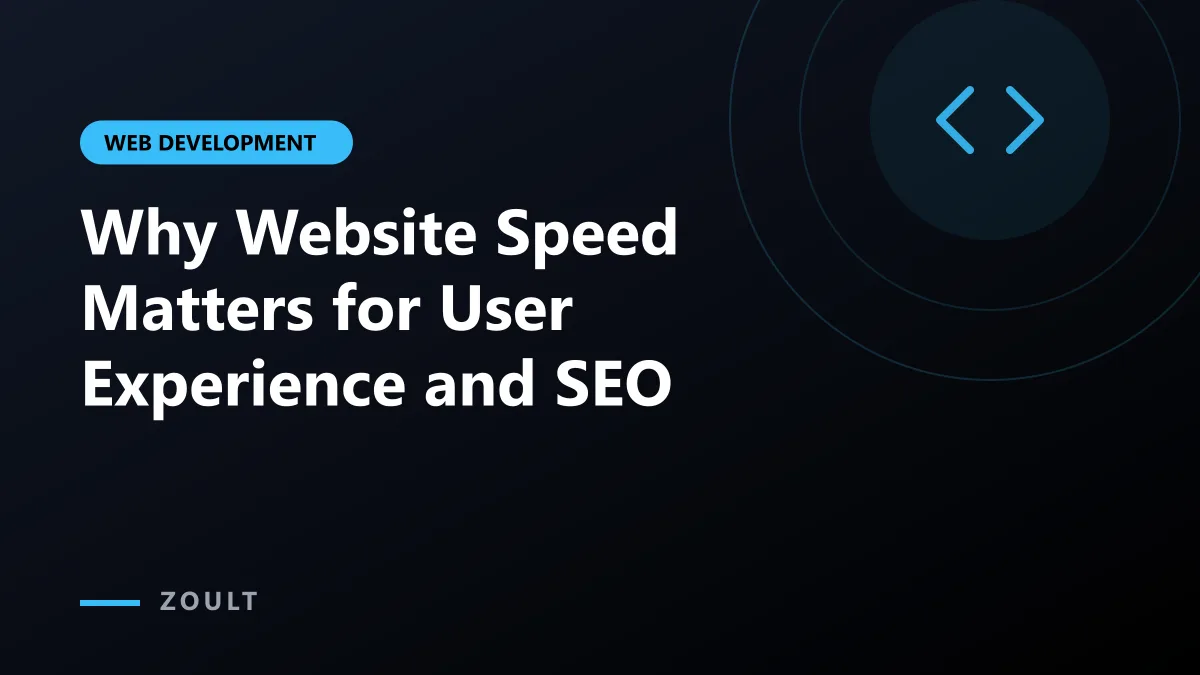 WEB DEVELOPMENT
Why Website Speed
Matters for User
Experience and SEO
ZOULT